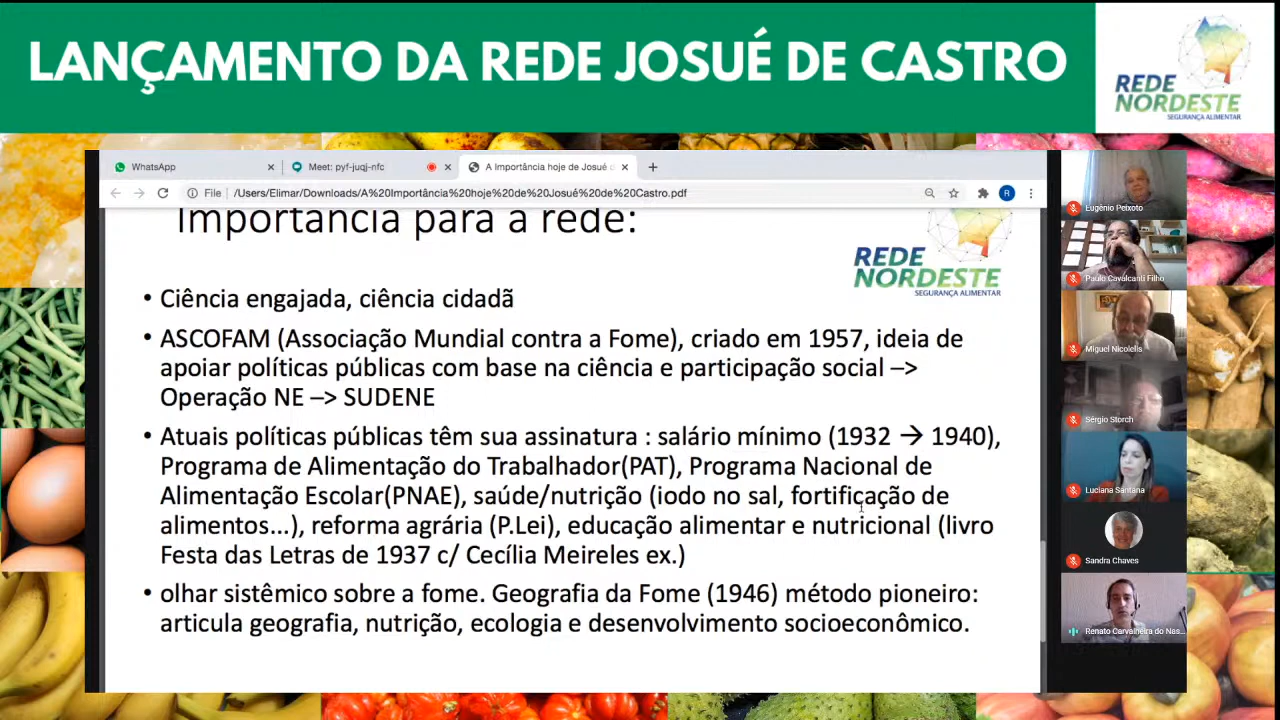 LANÇAMENTO DA REDE JOSUÉ DE CASTRO
REDE
NORDESTE
SEGURANÇA ALIMENTAR
WhatsApp
Meet: pyf-juqj-nfc
A Importância hoje de Josué
File
/Users/Elimar/Downloads/A%20Importância%20hoje%20de%20Josué%20de%20Castro.pdf
R
Importância para a rede:
REDE
NORDESTE
SEGURANÇA ALIMENTAR
• Ciência engajada, ciência cidadã
• ASCOFAM (Associação Mundial contra a Fome), criado em 1957, ideia de
apoiar políticas públicas com base na ciência e participação social –>
Operação NE –> SUDENE
• Atuais políticas públicas têm sua assinatura : salário mínimo (1932 → 1940),
Programa de Alimentação do Trabalhador(PAT), Programa Nacional de
Alimentação Escolar(PNAE), saúde/nutrição (iodo no sal, fortificação de
alimentos...), reforma agrária (P.Lei), educação alimentar e nutricional (livro
Festa das Letras de 1937 c/ Cecília Meireles ex.)
• olhar sistêmico sobre a fome. Geografia da Fome (1946) método pioneiro:
articula geografia, nutrição, ecologia e desenvolvimento socioeconômico.
Eugênio Peixoto
Paulo Cavalcanti Filho
Miguel Nicolelis
Sérgio Storch
Luciana Santana
Sandra Chaves
Renato Carvalheira do Nas...